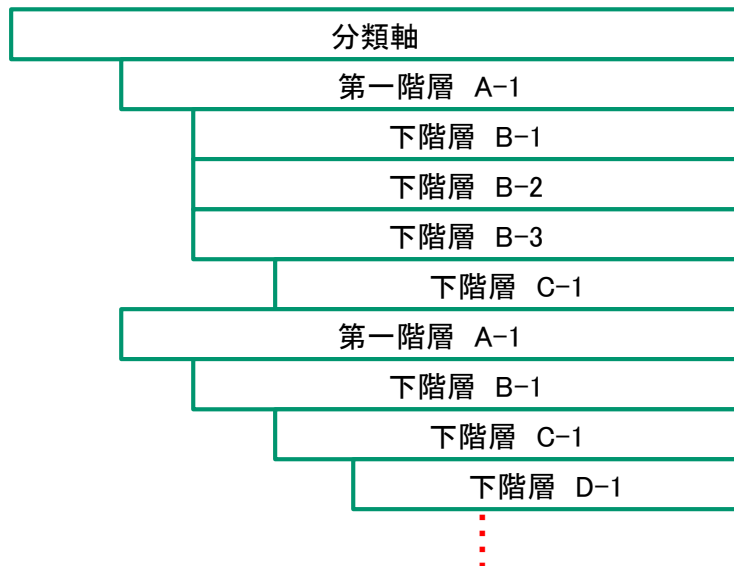 分類軸
第一階層 A-1
下階層 B-1
下階層 B-2
下階層 B-3
下階層 C-1
第一階層 A-1
下階層 B-1
下階層 C-1
下階層 D-1